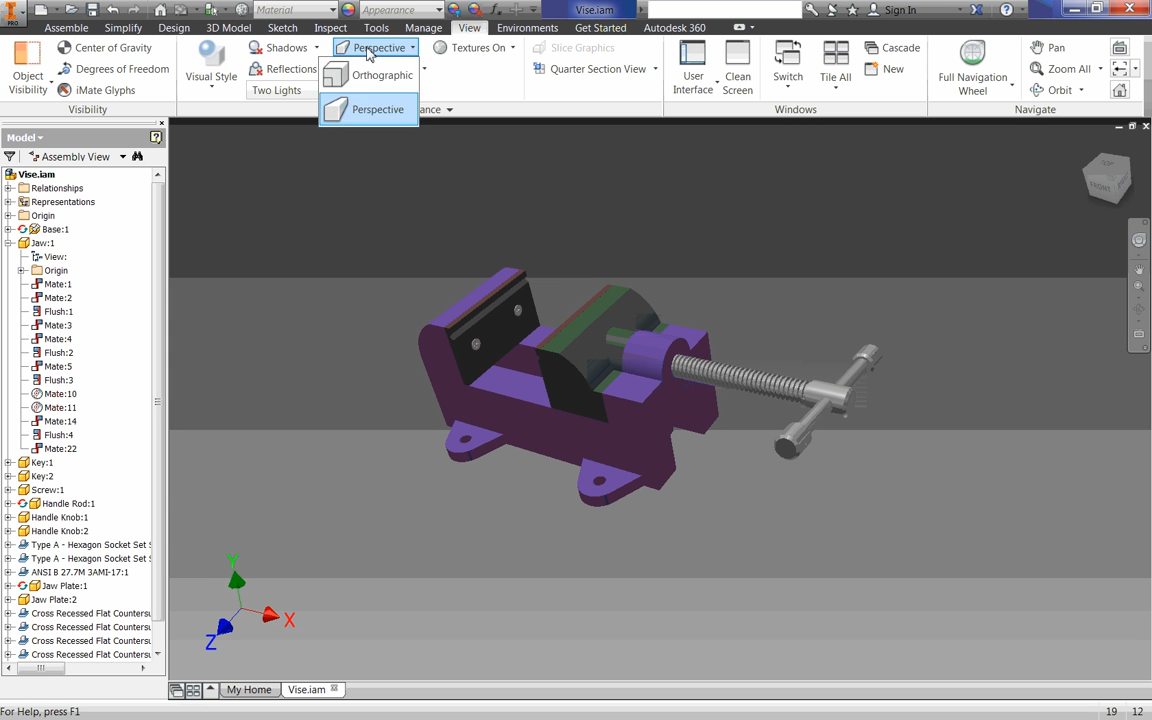 PRO
Material
Appearance
Vise.iam
Sign In
Assemble Simplify Design 3D Model Sketch Inspect Tools Manage View Environments Get Started Autodesk 360
Object Visibility
Center of Gravity
Degrees of Freedom
iMate Glyphs
Visibility
Visual Style
Shadows
Reflections
Two Lights
Perspective
Orthographic
Perspective
Textures On
ance
Slice Graphics
Quarter Section View
User Interface
Clean Screen
Switch
Tile All
Cascade
New
Windows
Full Navigation Wheel
Pan
Zoom All
Orbit
Navigate
Model
Assembly View
Vise.iam
Relationships
Representations
Origin
Base:1
Jaw:1
View:
Origin
Mate:1
Mate:2
Flush:1
Mate:3
Mate:4
Flush:2
Mate:5
Flush:3
Mate:10
Mate:11
Mate:14
Flush:4
Mate:22
Key:1
Key:2
Screw:1
Handle Rod:1
Handle Knob:1
Handle Knob:2
Type A - Hexagon Socket Set S
Type A - Hexagon Socket Set S
ANSI B 27.7M 3AMI-17:1
Jaw Plate:1
Jaw Plate:2
Cross Recessed Flat Countersu
Cross Recessed Flat Countersu
Cross Recessed Flat Countersu
Cross Recessed Flat Countersu
TOP
FRONT
Y
X
Z
My Home
Vise.iam
For Help, press F1
19 12